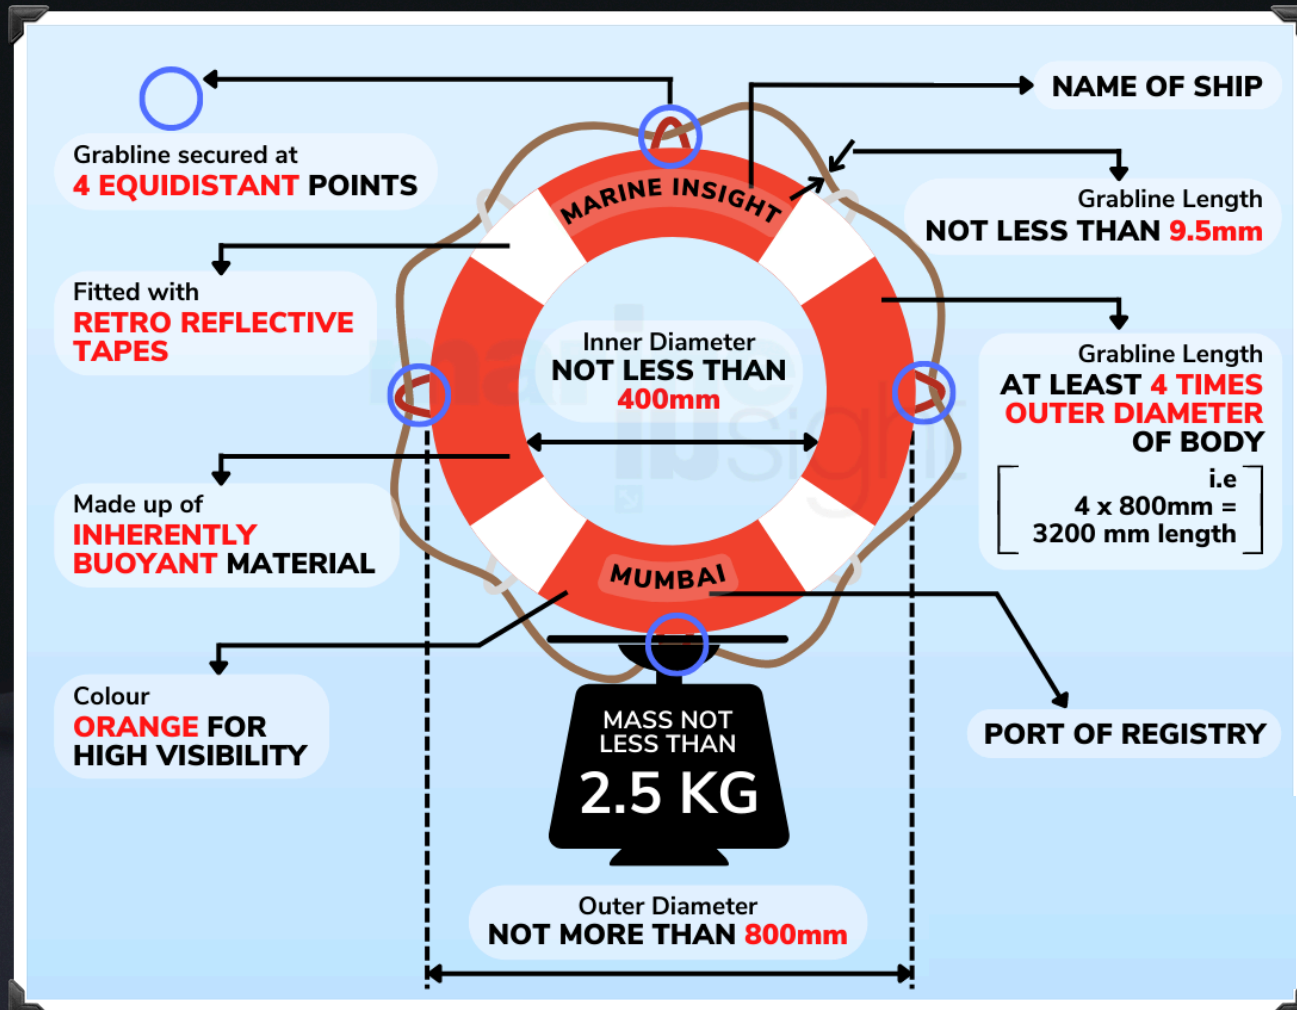 NAME OF SHIP
Grabline secured at
4 EQUIDISTANT POINTS
MARINE INSIGHT
Grabline Length
NOT LESS THAN 9.5mm
Fitted with
RETRO REFLECTIVE
TAPES
Inner Diameter
NOT LESS THAN
400mm
Grabline Length
AT LEAST 4 TIMES
OUTER DIAMETER
OF BODY
i.e
4 x 800mm =
3200 mm length
Made up of
INHERENTLY
BUOYANT MATERIAL
MUMBAI
Colour
ORANGE FOR
HIGH VISIBILITY
MASS NOT
LESS THAN
2.5 KG
PORT OF REGISTRY
Outer Diameter
NOT MORE THAN 800mm